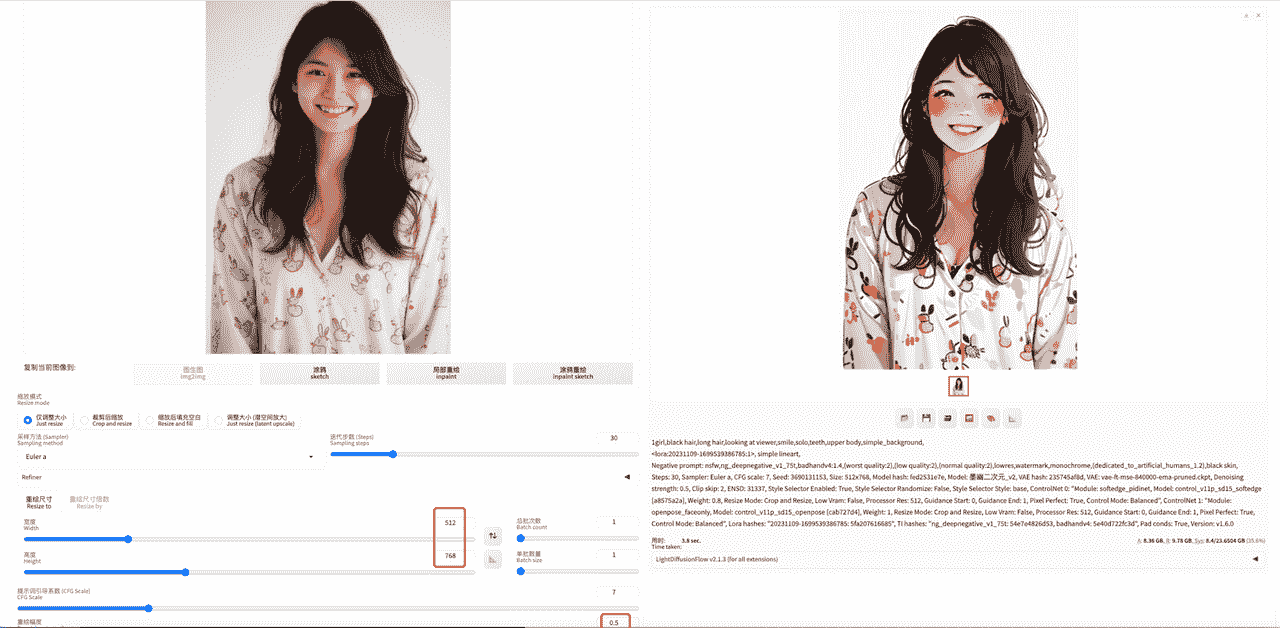 复制当前图像到:
图生图
img2img
涂鸦
sketch
局部重绘
inpaint
涂鸦重绘
inpaint sketch
缩放模式
Resize mode
仅调整大小
Just resize
裁剪后缩放
Crop and resize
缩放后填充空白
Resize and fill
调整大小 (潜空间放大)
Just resize (latent upscale)
采样方法 (Sampler)
Sampling method
Euler a
迭代步数 (Steps)
Sampling steps
30
Refiner
重绘尺寸
Resize to
重绘尺寸倍数
Resize by
宽度
Width
512
高度
Height
768
总批次数
Batch count
1
单批数量
Batch size
1
提示词引导系数 (CFG Scale)
CFG Scale
7
重绘幅度
0.5
1girl,black hair,long hair,looking at viewer,smile,solo,teeth,upper body,simple_background,
<lora:20231109-1699539386785:1>, simple lineart,
Negative prompt: nsfw,ng_deepnegative_v1_75t,badhandv4:1.4,(worst quality:2),(low quality:2),(normal quality:2),lowres,watermark,monochrome,(dedicated_to_artificial_humans_1.2),black skin,
Steps: 30, Sampler: Euler a, CFG scale: 7, Seed: 3690131153, Size: 512x768, Model hash: fed2531e7e, Model: 墨幽二次元_v2, VAE hash: 235745af8d, VAE: vae-ft-mse-840000-ema-pruned.ckpt, Denoising
strength: 0.5, Clip skip: 2, ENSD: 31337, Style Selector Enabled: True, Style Selector Randomize: False, Style Selector Style: base, ControlNet 0: "Module: softedge_pidinet, Model: control_v11p_sd15_softedge
[a8575a2a], Weight: 0.8, Resize Mode: Crop and Resize, Low Vram: False, Processor Res: 512, Guidance Start: 0, Guidance End: 1, Pixel Perfect: True, Control Mode: Balanced", ControlNet 1: "Module:
openpose_faceonly, Model: control_v11p_sd15_openpose [cab727d4], Weight: 1, Resize Mode: Crop and Resize, Low Vram: False, Processor Res: 512, Guidance Start: 0, Guidance End: 1, Pixel Perfect: True,
Control Mode: Balanced", Lora hashes: "20231109-1699539386785: 5fa207616685", TI hashes: "ng_deepnegative_v1_75t: 54e7e4826d53, badhandv4: 5e40d722fc3d", Pad conds: True, Version: v1.6.0
用时:
Time taken:
3.8 sec.
A: 8.36 GB, R: 9.78 GB, Sys: 8.4/23.6504 GB (35.6%)
LightDiffusionFlow v2.1.3 (for all extensions)